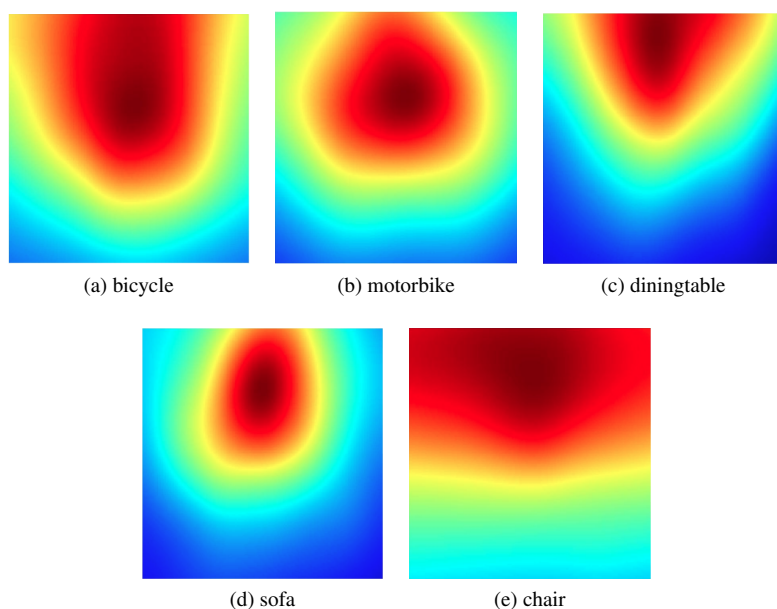 (a) bicycle
(b) motorbike
(c) diningtable
(d) sofa
(e) chair